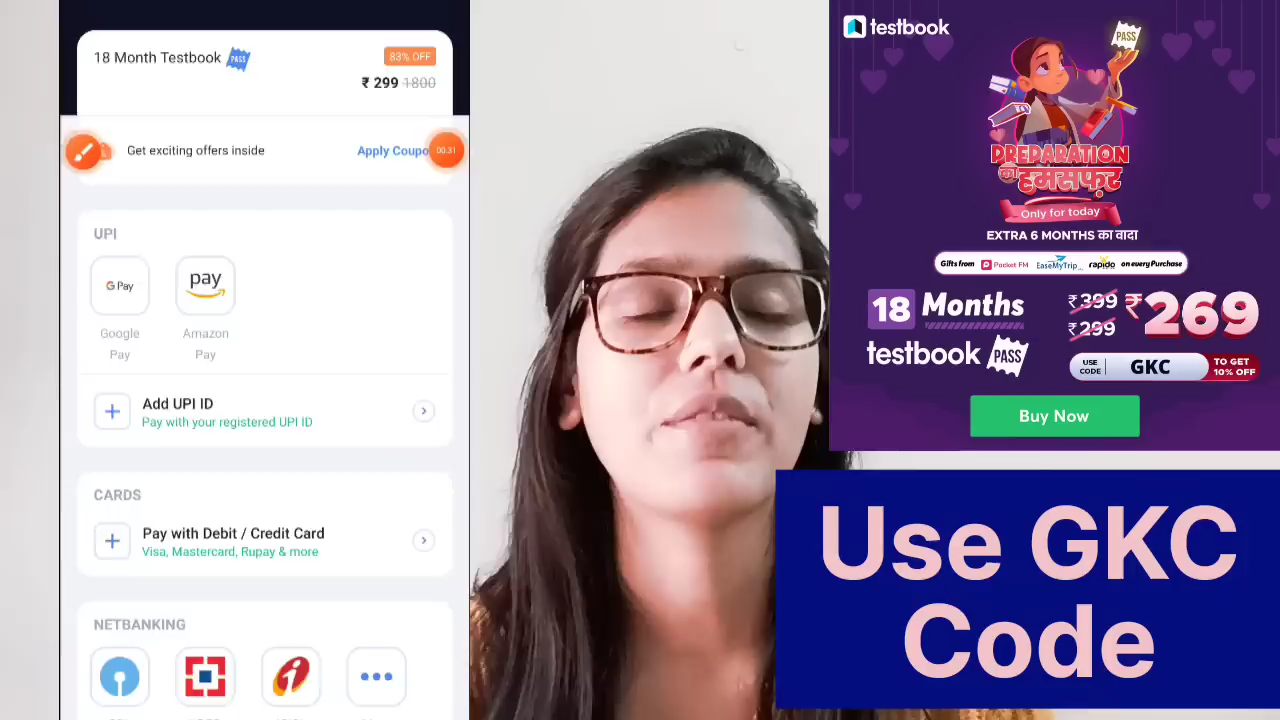 18 Month Testbook PASS
83% OFF
₹ 299 1800
Get exciting offers inside
Apply Coupo
00:31
UPI
G Pay
pay
Google
Pay
Amazon
Pay
Add UPI ID
Pay with your registered UPI ID
CARDS
Pay with Debit / Credit Card
Visa, Mastercard, Rupay & more
NETBANKING
testbook
PASS
PREPARATION
का हमसफ़र
Only for today
EXTRA 6 MONTHS का वादा
Gifts from Pocket FM EaseMyTrip rapido on every Purchase
18 Months
testbook PASS
₹399
₹299
₹269
USE
CODE
GKC
TO GET
10% OFF
Buy Now
Use GKC
Code